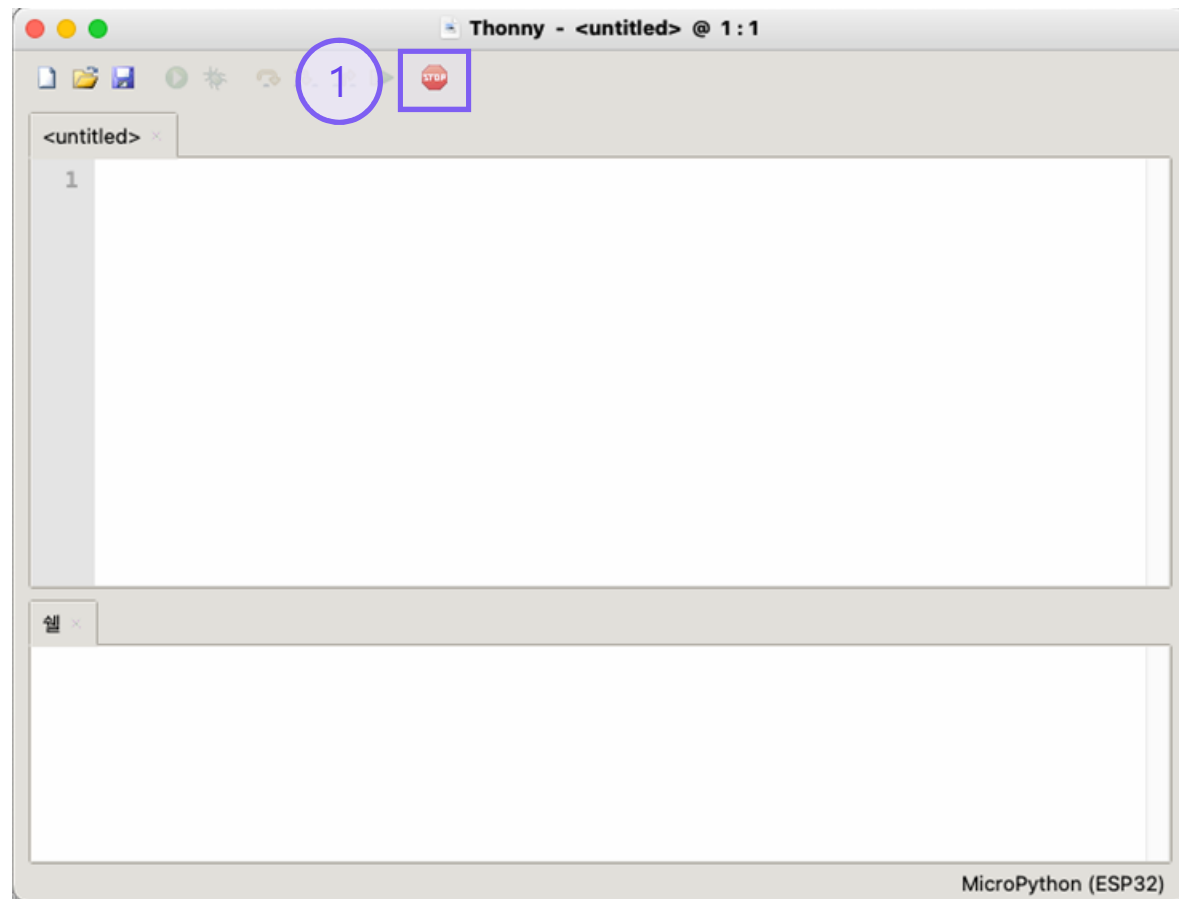 Thonny - <untitled> @ 1:1
1
STOP
<untitled>
1
쉘
MicroPython (ESP32)